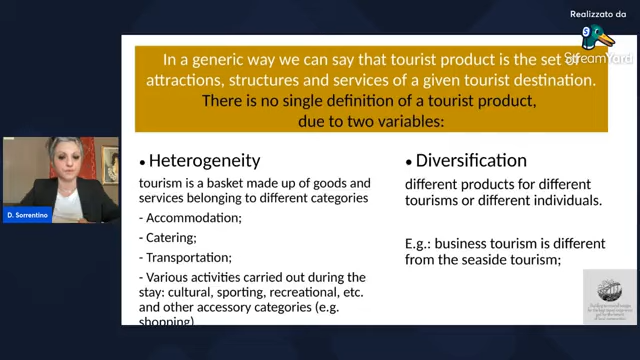 Realizzato da
StreamYard
In a generic way we can say that tourist product is the set of
attractions, structures and services of a given tourist destination.
There is no single definition of a tourist product,
due to two variables:
• Heterogeneity
tourism is a basket made up of goods and
services belonging to different categories
- Accommodation;
- Catering;
- Transportation;
- Various activities carried out during the
stay: cultural, sporting, recreational, etc.
and other accessory categories (e.g.
shopping)
• Diversification
different products for different
tourisms or different individuals.
E.g.: business tourism is different
from the seaside tourism;
D. Sorrentino